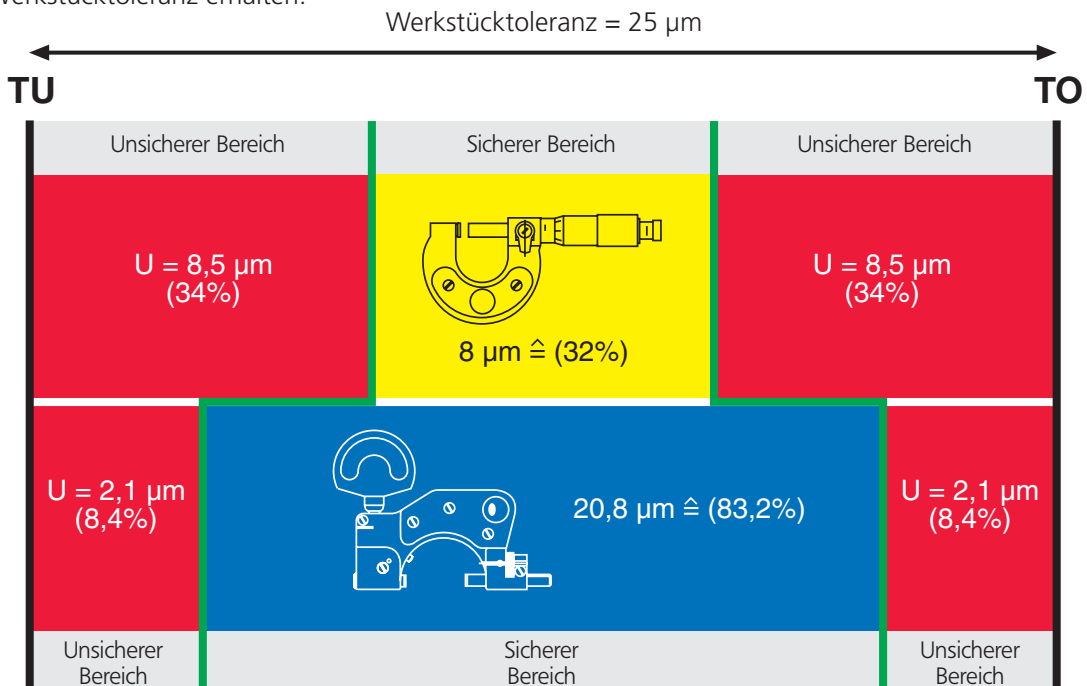 Werkstücktoleranz erhalten.
Werkstücktoleranz = 25 µm
TU
TO
Unsicherer Bereich
Sicherer Bereich
Unsicherer Bereich
U = 8,5 µm
(34%)
8 µm ≙ (32%)
U = 8,5 µm
(34%)
U = 2,1 µm
(8,4%)
20,8 µm ≙ (83,2%)
U = 2,1 µm
(8,4%)
Unsicherer
Bereich
Sicherer
Bereich
Unsicherer
Bereich